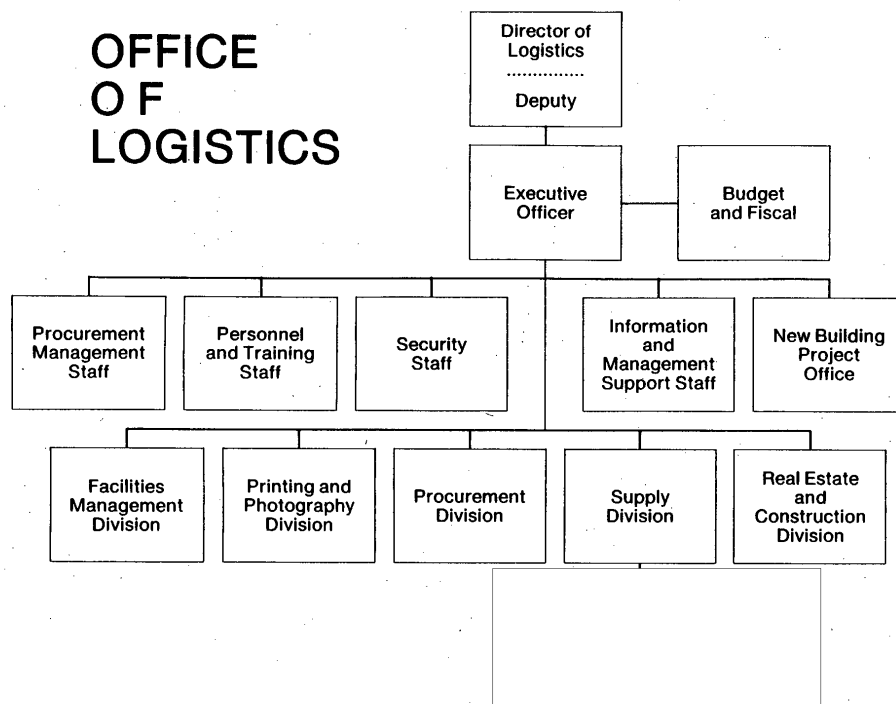 OFFICE
OF
LOGISTICS
Director of
Logistics
...............
Deputy
Executive
Officer
Budget
and Fiscal
Procurement
Management
Staff
Personnel
and Training
Staff
Security
Staff
Information
and
Management
Support Staff
New Building
Project
Office
Facilities
Management
Division
Printing and
Photography
Division
Procurement
Division
Supply
Division
Real Estate
and
Construction
Division